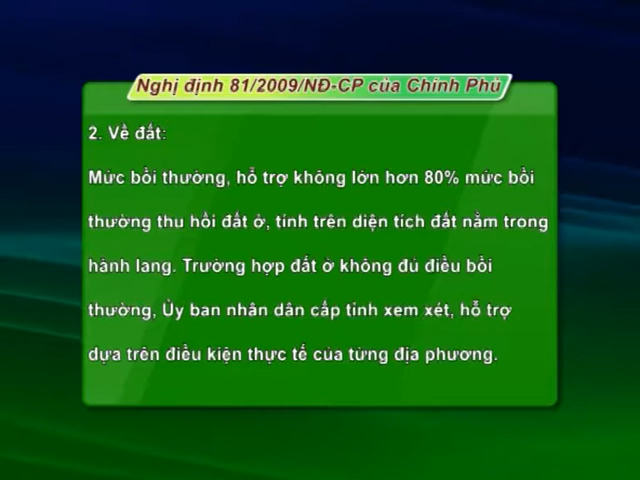 Nghị định 81/2009/NĐ-CP của Chính Phủ
2. Về đất:
Mức bồi thường, hỗ trợ không lớn hơn 80% mức bồi
thường thu hồi đất ở, tính trên diện tích đất nằm trong
hành lang. Trường hợp đất ở không đủ điều bồi
thường, Ủy ban nhân dân cấp tỉnh xem xét, hỗ trợ
dựa trên điều kiện thực tế của từng địa phương.